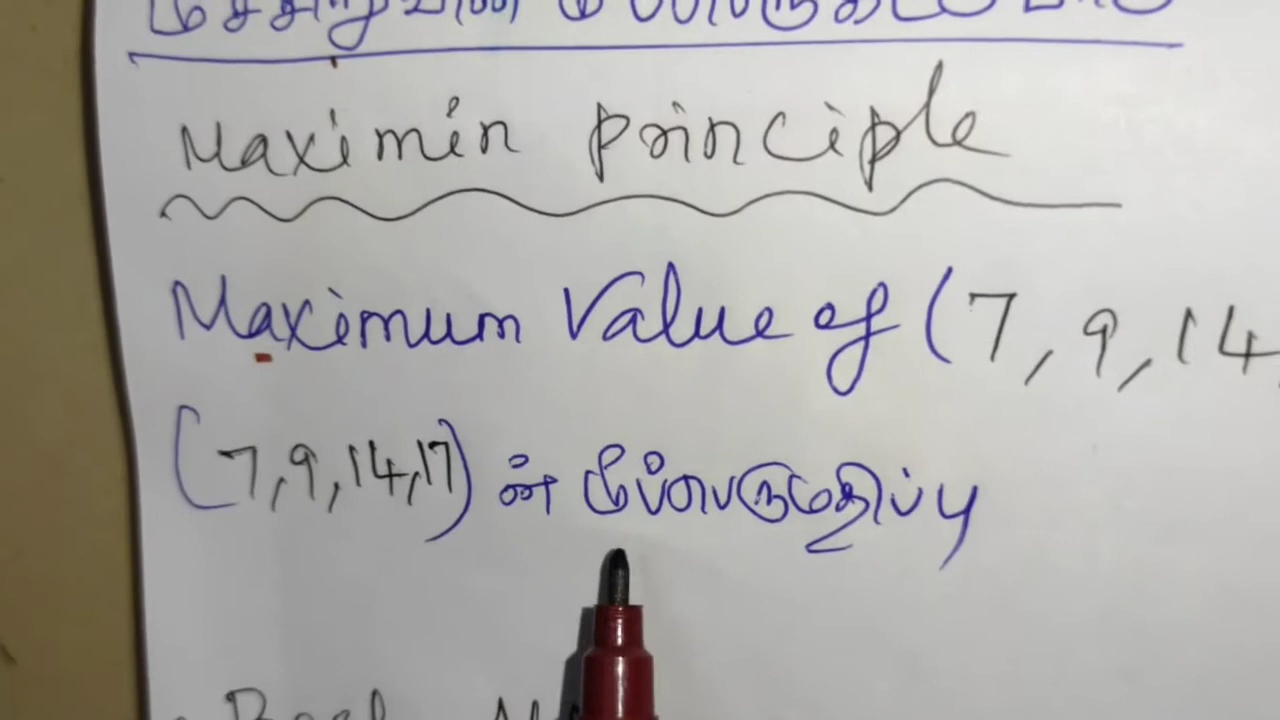 Maximin principle
Maximum Value of (7, 9, 14,
(7,9,14,17) ன் மீப்பெருமதிப்பு